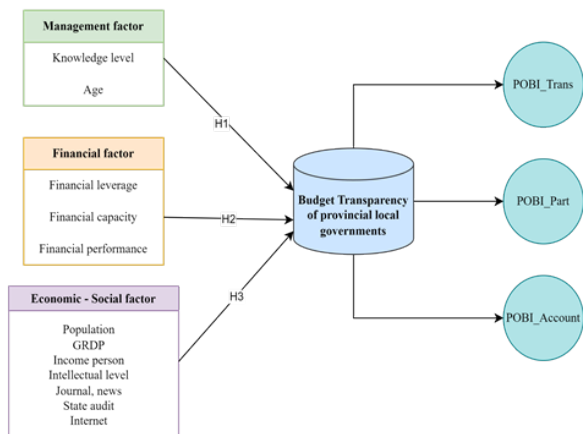 Management factor
Knowledge level
Age
H1
Financial factor
Financial leverage
Financial capacity
Financial performance
H2
Economic - Social factor
Population
GRDP
Income person
Intellectual level
Journal, news
State audit
Internet
H3
Budget Transparency
of provincial local
governments
POBI_Trans
POBI_Part
POBI_Account